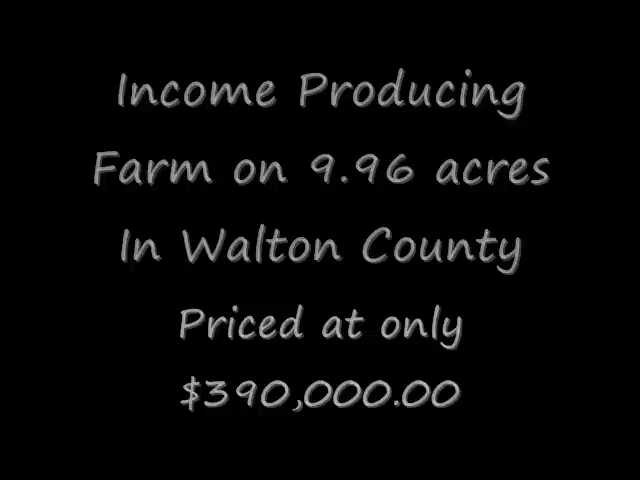 Income Producing
Farm on 9.96 acres
In Walton County
Priced at only
$390,000.00